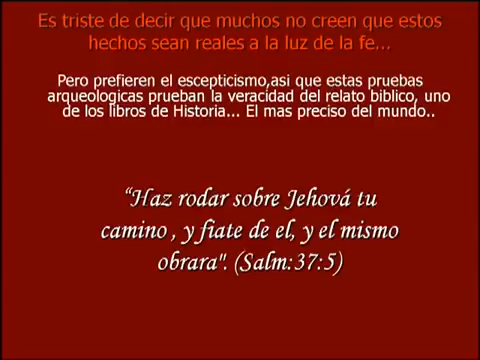 Es triste de decir que muchos no creen que estos
hechos sean reales a la luz de la fe...
Pero prefieren el escepticismo,asi que estas pruebas
arqueologicas prueban la veracidad del relato biblico, uno
de los libros de Historia... El mas preciso del mundo..
“Haz rodar sobre Jehová tu
camino , y fíate de el, y el mismo
obrara". (Salm:37:5)